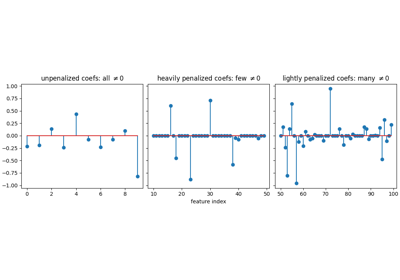 unpenalized coefs: all ≠0
heavily penalized coefs: few ≠0
lightly penalized coefs: many ≠0
1.00
0.75
0.50
0.25
0.00
−0.25
−0.50
−0.75
−1.00
0 2 4 6 8
10 20 30 40 50
50 60 70 80 90 100
feature index